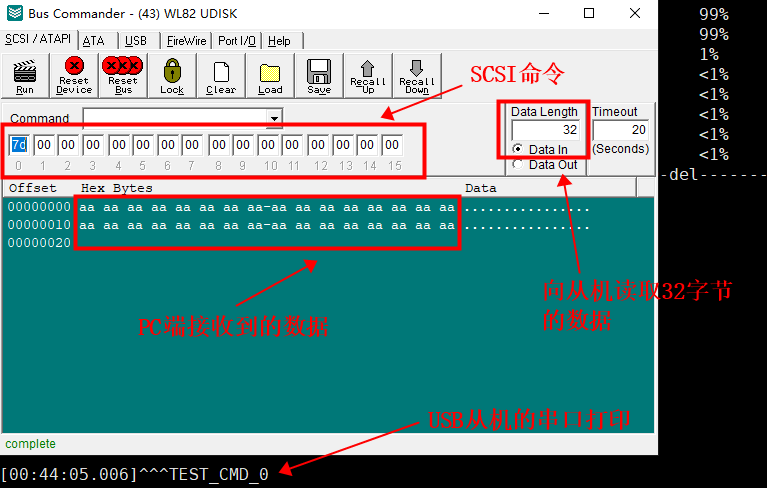 Bus Commander - (43) WL82 UDISK
SCSI / ATAPI ATA USB FireWire Port I/O Help
Run
Reset Device
Reset Bus
Lock
Clear
Load
Save
Recall Up
Recall Down
SCSI命令
Command
Data Length
32
Data In
Data Out
Timeout
20
(Seconds)
7d 00 00 00 00 00 00 00 00 00 00 00 00 00 00 00
0 1 2 3 4 5 6 7 8 9 10 11 12 13 14 15
Offset Hex Bytes Data
00000000 aa aa aa aa aa aa aa aa-aa aa aa aa aa aa aa aa ................
00000010 aa aa aa aa aa aa aa aa-aa aa aa aa aa aa aa aa ................
00000020
向从机读取32字节
的数据
PC端接收到的数据
USB从机的串口打印
complete
[00:44:05.006]^^^TEST_CMD_0
99%
99%
1%
<1%
<1%
<1%
<1%
<1%
-del-------